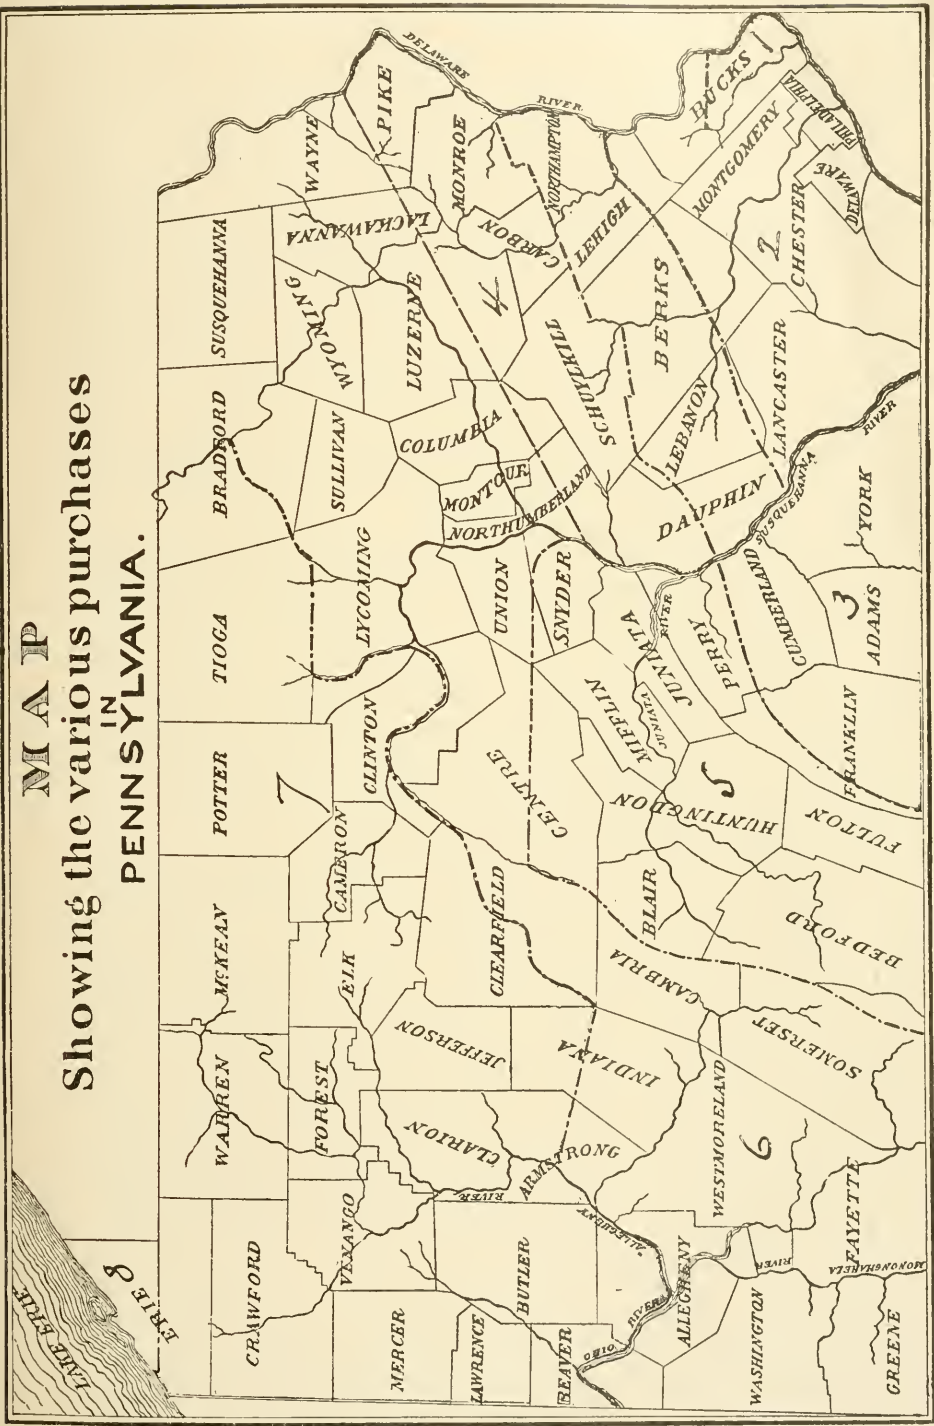 MAP
Showing the various purchases
IN
PENNSYLVANIA.
LAKE ERIE
ERIE
8
CRAWFORD
WARREN
McKEAN
POTTER
TIOGA
BRADFORD
SUSQUEHANNA
WAYNE
PIKE
DELAWARE
RIVER
7
MERCER
VENANGO
FOREST
ELK
CAMERON
CLINTON
LYCOMING
SULLIVAN
WYOMING
LACKAWANNA
LUZERNE
COLUMBIA
MONTOUR
NORTHUMBERLAND
MONROE
CARBON
NORTHAMPTON
4
LAWRENCE
BUTLER
RIVER
CLARION
JEFFERSON
CLEARFIELD
CENTRE
UNION
SNYDER
SCHUYLKILL
LEHIGH
BUCKS
1
BEAVER
OHIO
RIVER
ALLEGHENY
ALLEGHENY
ARMSTRONG
INDIANA
CAMBRIA
BLAIR
HUNTINGDON
5
MIFFLIN
JUNIATA
JUNIATA
RIVER
PERRY
DAUPHIN
LEBANON
BERKS
MONTGOMERY
PHILADELPHIA
DELAWARE
CHESTER
2
LANCASTER
SUSQUEHANNA
RIVER
WASHINGTON
RIVER
MONONGHAHELA
GREENE
FAYETTE
WESTMORELAND
6
SOMERSET
BEDFORD
FULTON
FRANKLIN
CUMBERLAND
3
ADAMS
YORK